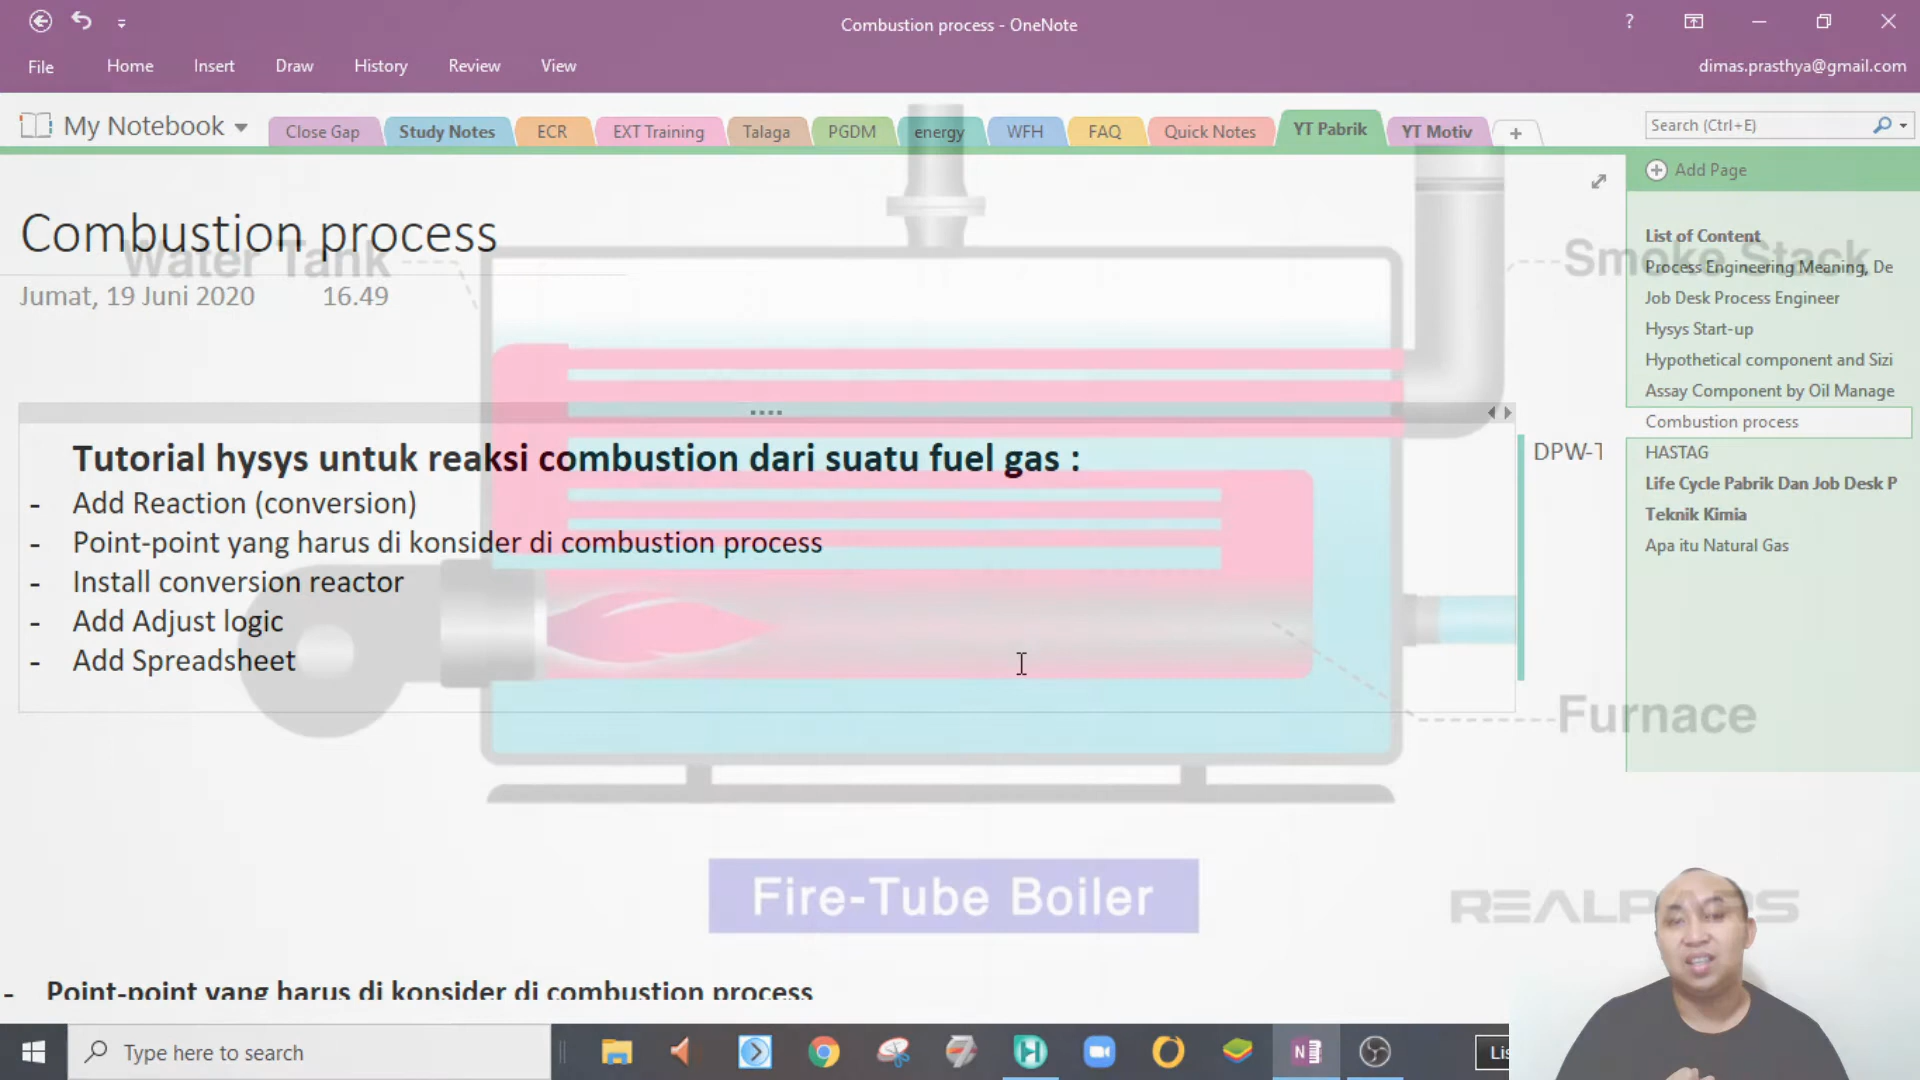 Combustion process - OneNote
?
File Home Insert Draw History Review View
dimas.prasthya@gmail.com
My Notebook
Close Gap Study Notes ECR EXT Training Talaga PGDM energy WFH FAQ Quick Notes YT Pabrik YT Motiv
Search (Ctrl+E)
Add Page
Combustion process
Jumat, 19 Juni 2020 16.49
Water Tank
Smoke Stack
List of Content
Process Engineering Meaning, De
Job Desk Process Engineer
Hysys Start-up
Hypothetical component and Sizi
Assay Component by Oil Manage
Combustion process
HASTAG
Life Cycle Pabrik Dan Job Desk P
Teknik Kimia
Apa itu Natural Gas
DPW-T
Tutorial hysys untuk reaksi combustion dari suatu fuel gas :
- Add Reaction (conversion)
- Point-point yang harus di konsider di combustion process
- Install conversion reactor
- Add Adjust logic
- Add Spreadsheet
Furnace
Fire-Tube Boiler
- Point-point yang harus di konsider di combustion process
Type here to search